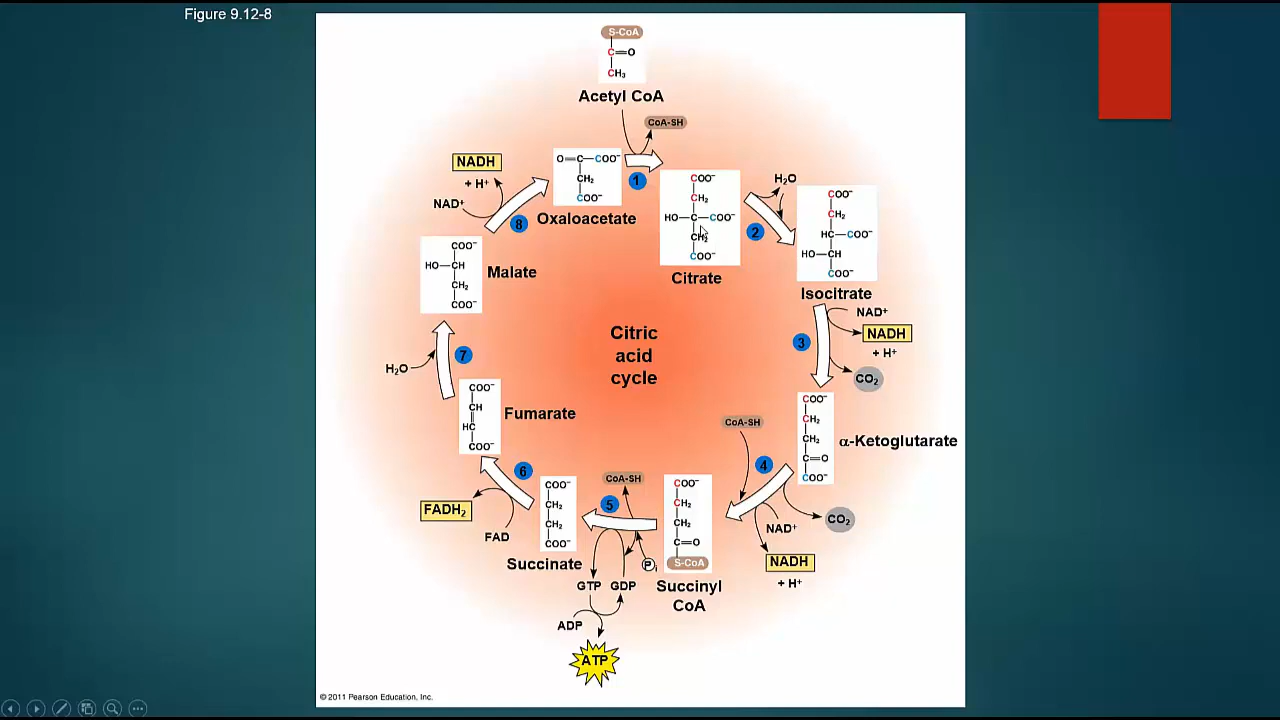 Figure 9.12-8
S-CoA
C=O
CH₃
Acetyl CoA
CoA-SH
NADH
+ H⁺
NAD⁺
8
O=C—COO⁻
CH₂
COO⁻
Oxaloacetate
1
COO⁻
CH₂
HO—C—COO⁻
CH₂
COO⁻
Citrate
H₂O
2
COO⁻
CH₂
HC—COO⁻
HO—CH
COO⁻
Isocitrate
COO⁻
HO—CH
CH₂
COO⁻
Malate
Citric
acid
cycle
3
NAD⁺
NADH
+ H⁺
CO₂
H₂O
7
COO⁻
CH
HC
COO⁻
Fumarate
COO⁻
CH₂
CH₂
C=O
COO⁻
α-Ketoglutarate
CoA-SH
4
CO₂
NAD⁺
NADH
+ H⁺
6
FADH₂
FAD
COO⁻
CH₂
CH₂
COO⁻
Succinate
CoA-SH
5
Pi
COO⁻
CH₂
CH₂
C=O
S-CoA
Succinyl
CoA
GTP
GDP
ADP
ATP
© 2011 Pearson Education, Inc.